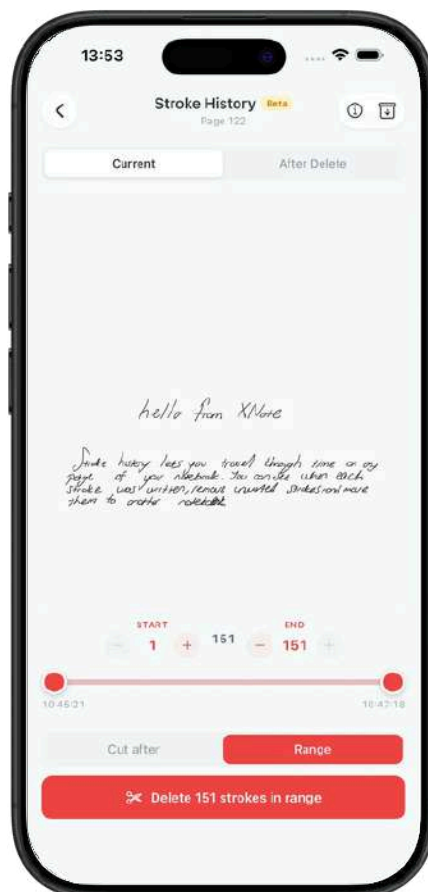 13:53
Stroke History Beta
Page 122
Current After Delete
hello from XNote
Stroke history lets you travel through time on any
page of your notebook. You can see when each
stroke was written, remove unwanted strokes and move
them to another
START END
1 151 151
10:46:21 10:47:18
Cut after Range
Delete 151 strokes in range